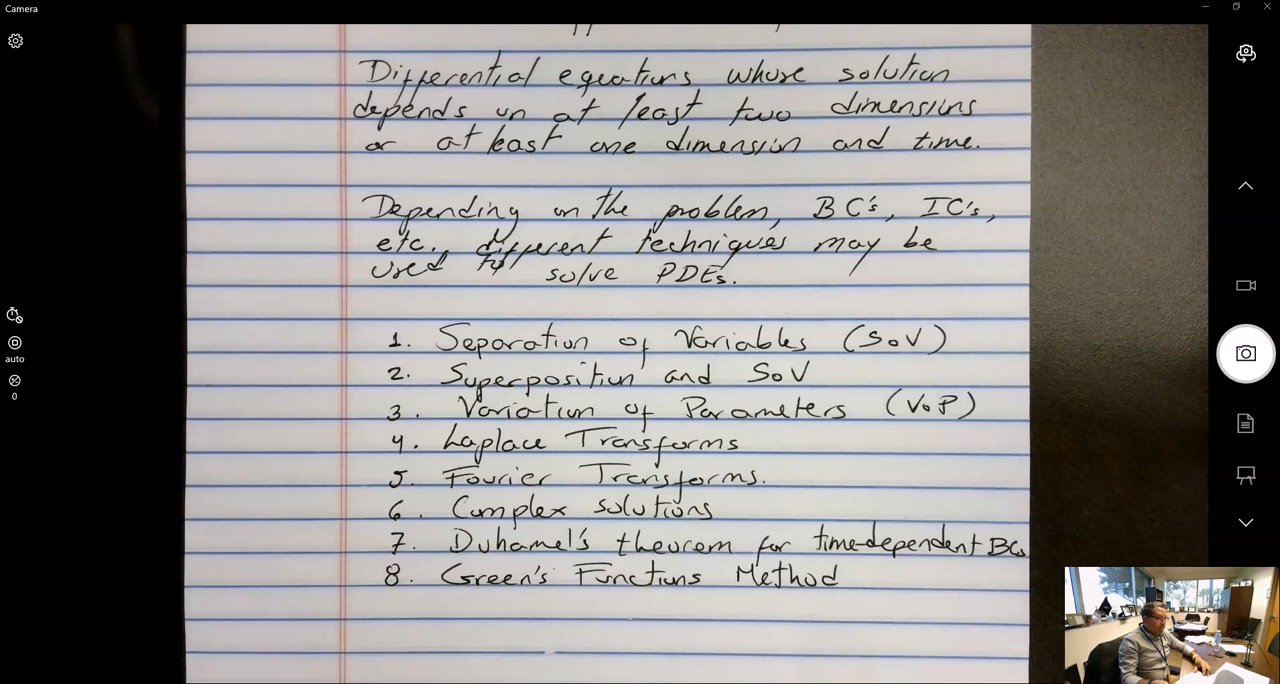 Camera
Differential equations whose solution
depends on at least two dimensions
or at least one dimension and time.
Depending on the problem, BC's, IC's,
etc., different techniques may be
used to solve PDEs.
1. Separation of Variables (SoV)
2. Superposition and SoV
3. Variation of Parameters (VoP)
4. Laplace Transforms
5. Fourier Transforms.
6. Complex solutions
7. Duhamel's theorem for time-dependent BCs
8. Green's Functions Method
auto
0